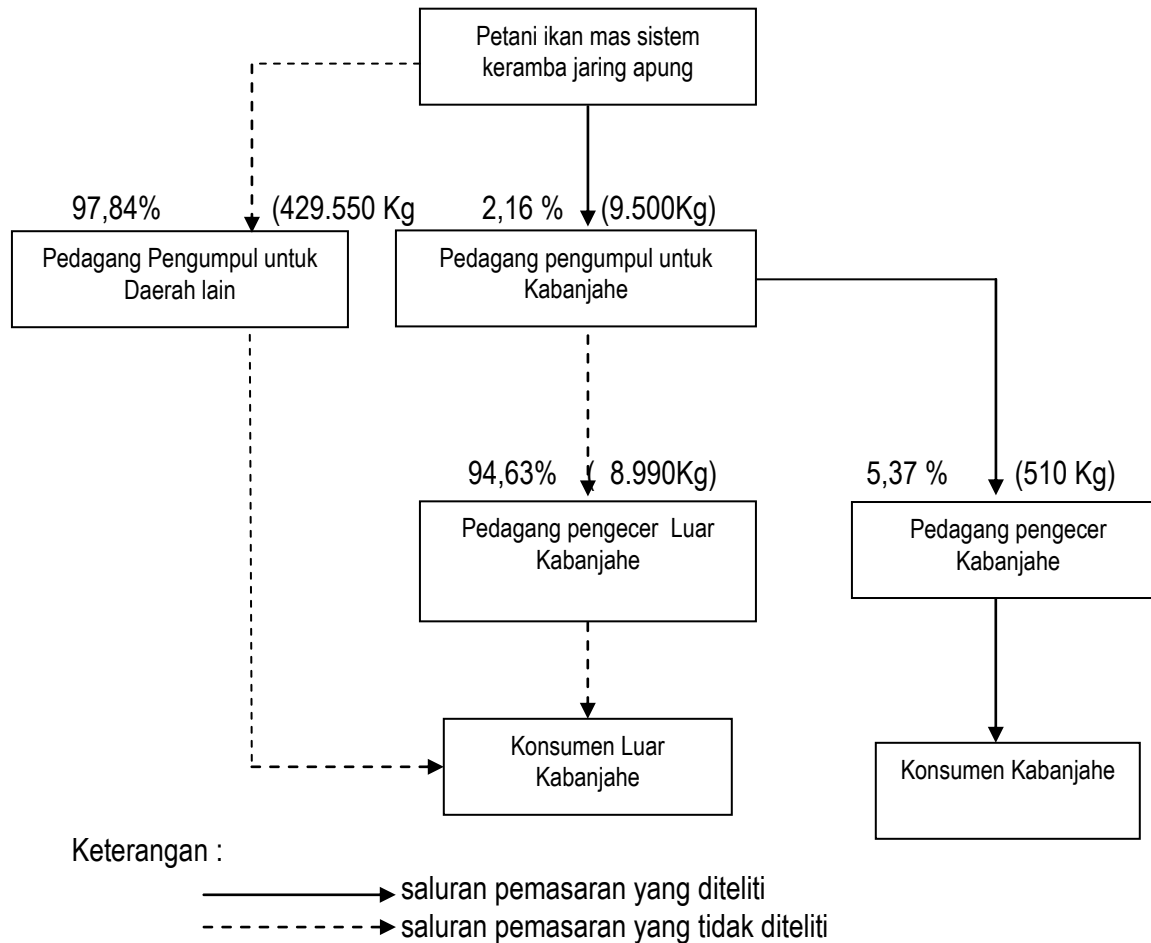 Petani ikan mas sistem
keramba jaring apung
97,84% (429.550 Kg
2,16 % (9.500Kg)
Pedagang Pengumpul untuk
Daerah lain
Pedagang pengumpul untuk
Kabanjahe
94,63% ( 8.990Kg)
5,37 % (510 Kg)
Pedagang pengecer Luar
Kabanjahe
Pedagang pengecer
Kabanjahe
Konsumen Luar
Kabanjahe
Konsumen Kabanjahe
Keterangan :
saluran pemasaran yang diteliti
saluran pemasaran yang tidak diteliti